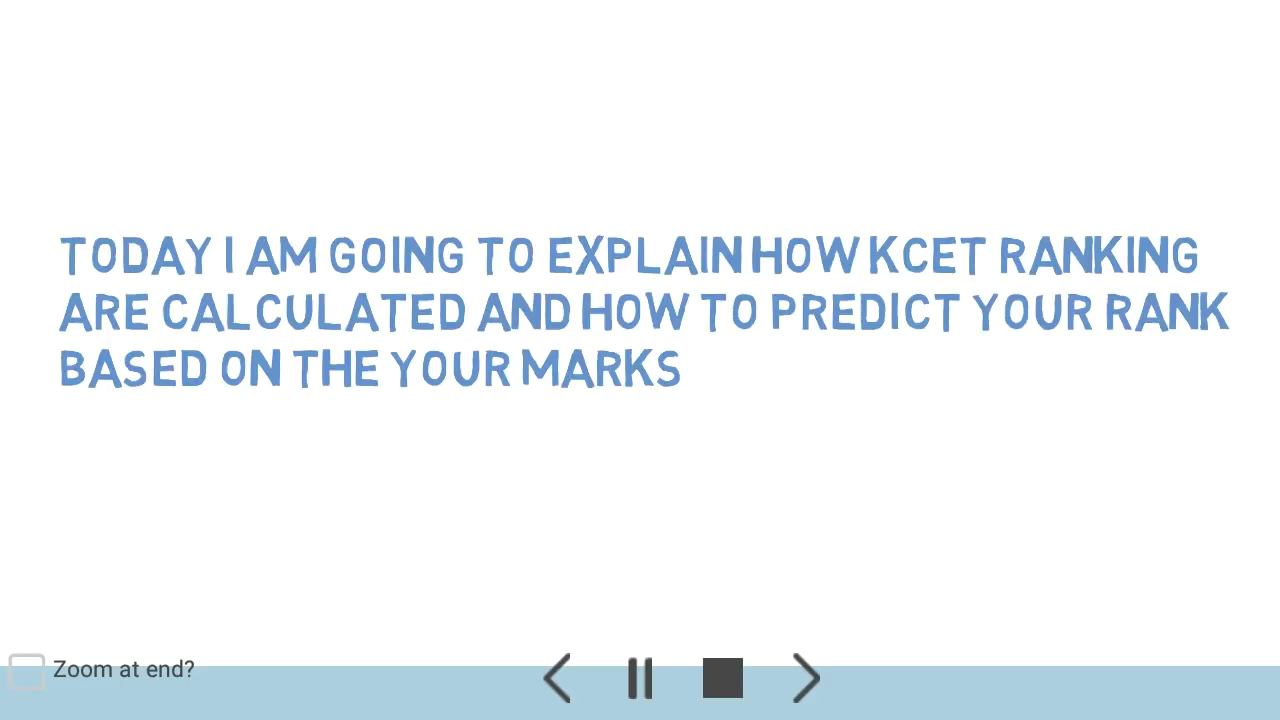 TODAY I AM GOING TO EXPLAIN HOW KCET RANKING
ARE CALCULATED AND HOW TO PREDICT YOUR RANK
BASED ON THE YOUR MARKS
Zoom at end?